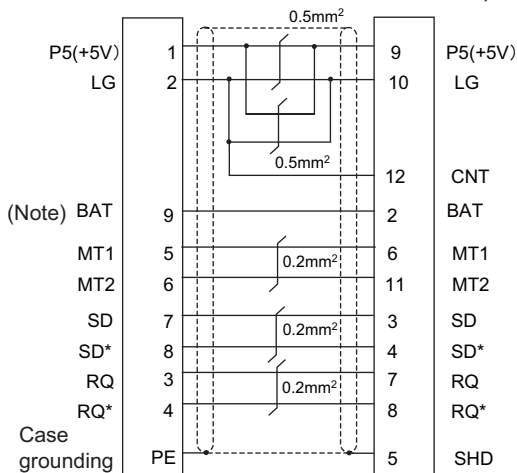 0.5mm²
P5(+5V) 1 9 P5(+5V)
LG 2 10 LG
0.5mm²
12 CNT
(Note) BAT 9 2 BAT
MT1 5 6 MT1
0.2mm²
MT2 6 11 MT2
SD 7 3 SD
0.2mm²
SD* 8 4 SD*
RQ 3 7 RQ
0.2mm²
RQ* 4 8 RQ*
Case
grounding PE 5 SHD